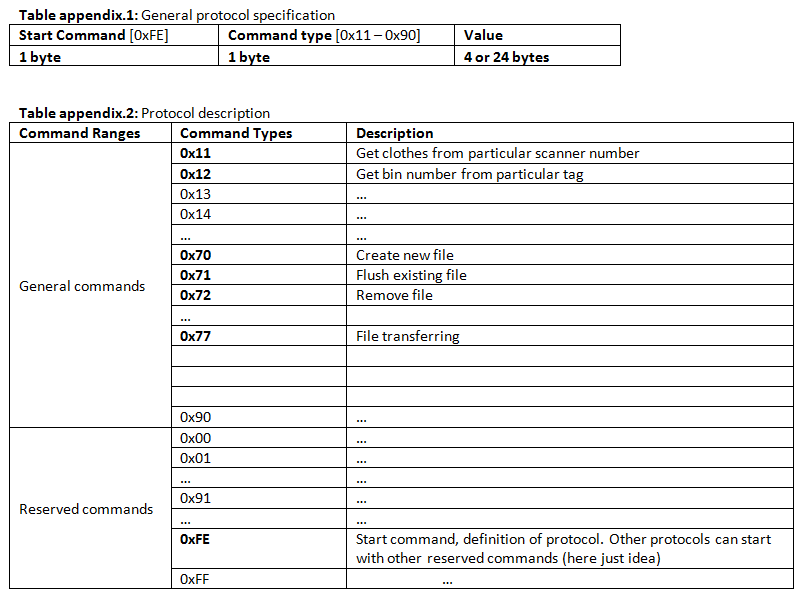 Table appendix.1: General protocol specification
Start Command [0xFE] Command type [0x11 – 0x90] Value
1 byte 1 byte 4 or 24 bytes
Table appendix.2: Protocol description
Command Ranges Command Types Description
0x11 Get clothes from particular scanner number
0x12 Get bin number from particular tag
0x13 ...
0x14 ...
... ...
0x70 Create new file
General commands 0x71 Flush existing file
0x72 Remove file
...
0x77 File transferring
0x90 ...
0x00 ...
0x01 ...
... ...
0x91 ...
Reserved commands
... ...
0xFE Start command, definition of protocol. Other protocols can start
with other reserved commands (here just idea)
0xFF ...